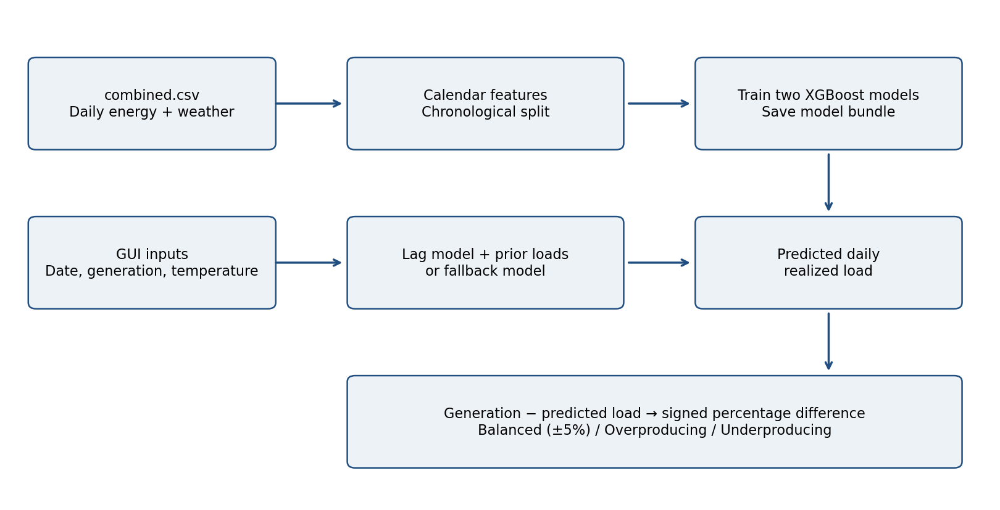 combined.csv
Daily energy + weather
Calendar features
Chronological split
Train two XGBoost models
Save model bundle
GUI inputs
Date, generation, temperature
Lag model + prior loads
or fallback model
Predicted daily
realized load
Generation − predicted load → signed percentage difference
Balanced (±5%) / Overproducing / Underproducing